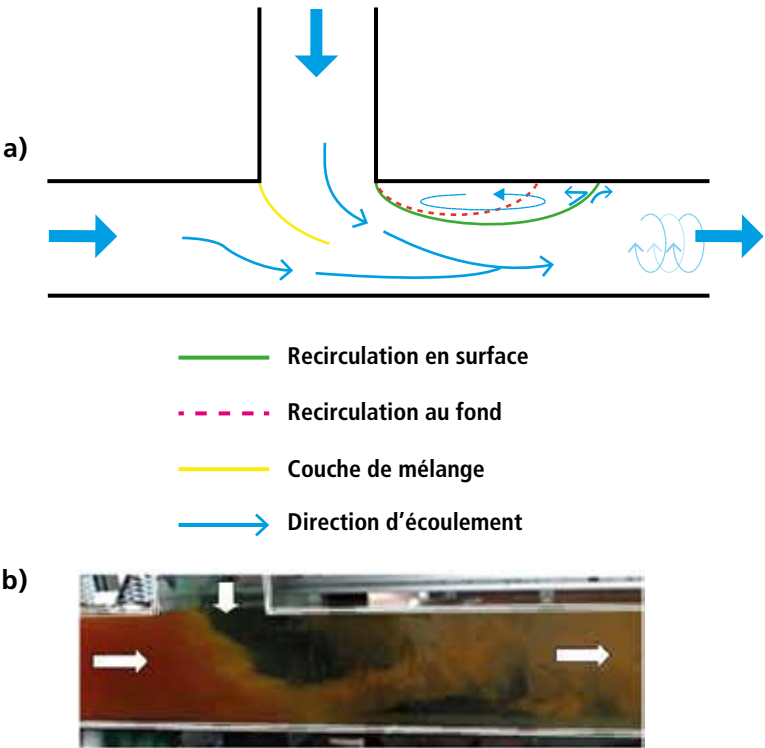 a)
Recirculation en surface
Recirculation au fond
Couche de mélange
Direction d'écoulement
b)